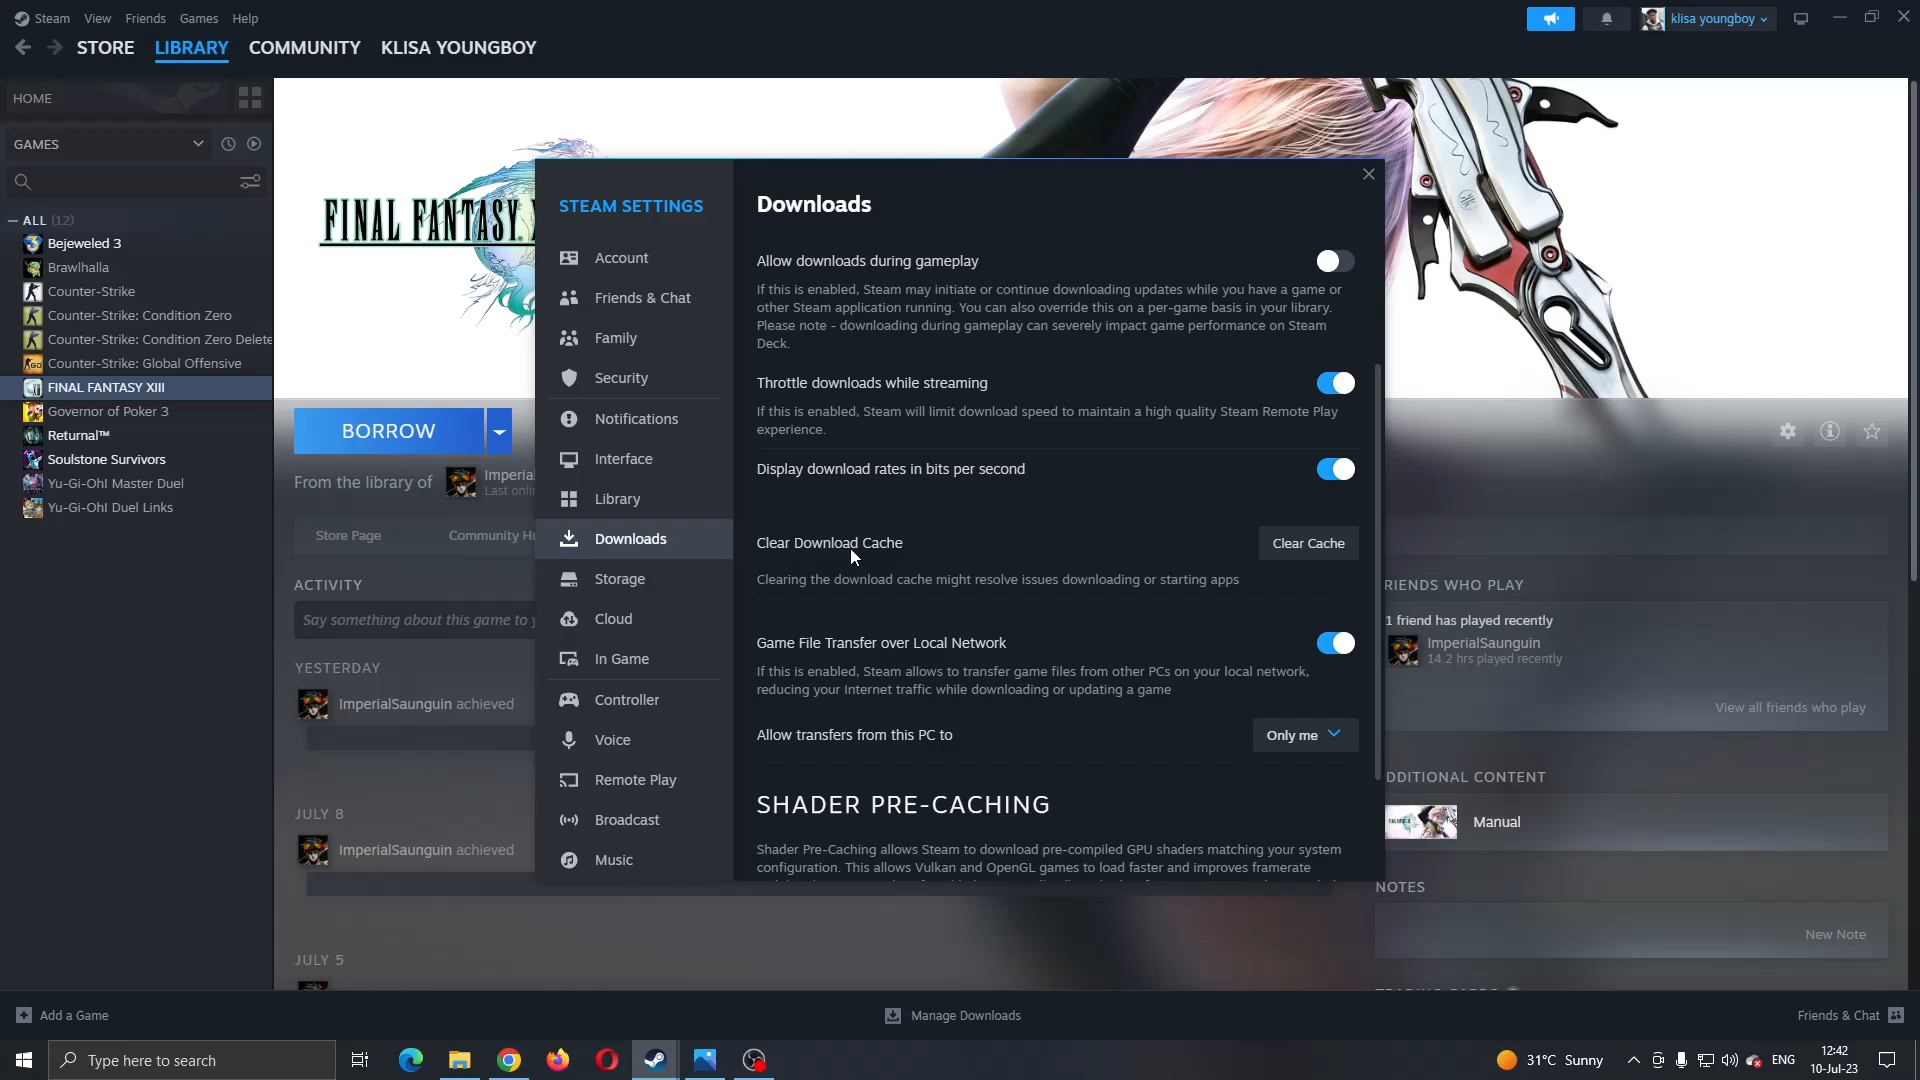 Steam View Friends Games Help
klisa youngboy
STORE LIBRARY COMMUNITY KLISA YOUNGBOY
HOME
GAMES
ALL (12)
Bejeweled 3
Brawlhalla
Counter-Strike
Counter-Strike: Condition Zero
Counter-Strike: Condition Zero Delete
Counter-Strike: Global Offensive
FINAL FANTASY XIII
Governor of Poker 3
Returnal™
Soulstone Survivors
Yu-Gi-Oh! Master Duel
Yu-Gi-Oh! Duel Links
FINAL FANTASY
BORROW
From the library of
Imperial
Last onli
Store Page
Community Hu
ACTIVITY
Say something about this game to y
YESTERDAY
ImperialSaunguin achieved
JULY 8
ImperialSaunguin achieved
JULY 5
STEAM SETTINGS
Account
Friends & Chat
Family
Security
Notifications
Interface
Library
Downloads
Storage
Cloud
In Game
Controller
Voice
Remote Play
Broadcast
Music
Downloads
Allow downloads during gameplay
If this is enabled, Steam may initiate or continue downloading updates while you have a game or
other Steam application running. You can also override this on a per-game basis in your library.
Please note - downloading during gameplay can severely impact game performance on Steam
Deck.
Throttle downloads while streaming
If this is enabled, Steam will limit download speed to maintain a high quality Steam Remote Play
experience.
Display download rates in bits per second
Clear Download Cache
Clear Cache
Clearing the download cache might resolve issues downloading or starting apps
Game File Transfer over Local Network
If this is enabled, Steam allows to transfer game files from other PCs on your local network,
reducing your Internet traffic while downloading or updating a game
Allow transfers from this PC to
Only me
SHADER PRE-CACHING
Shader Pre-Caching allows Steam to download pre-compiled GPU shaders matching your system
configuration. This allows Vulkan and OpenGL games to load faster and improves framerate
RIENDS WHO PLAY
1 friend has played recently
ImperialSaunguin
14.2 hrs played recently
View all friends who play
DDITIONAL CONTENT
Manual
NOTES
New Note
Add a Game
Manage Downloads
Friends & Chat
Type here to search
31°C Sunny
ENG
12:42
10-Jul-23